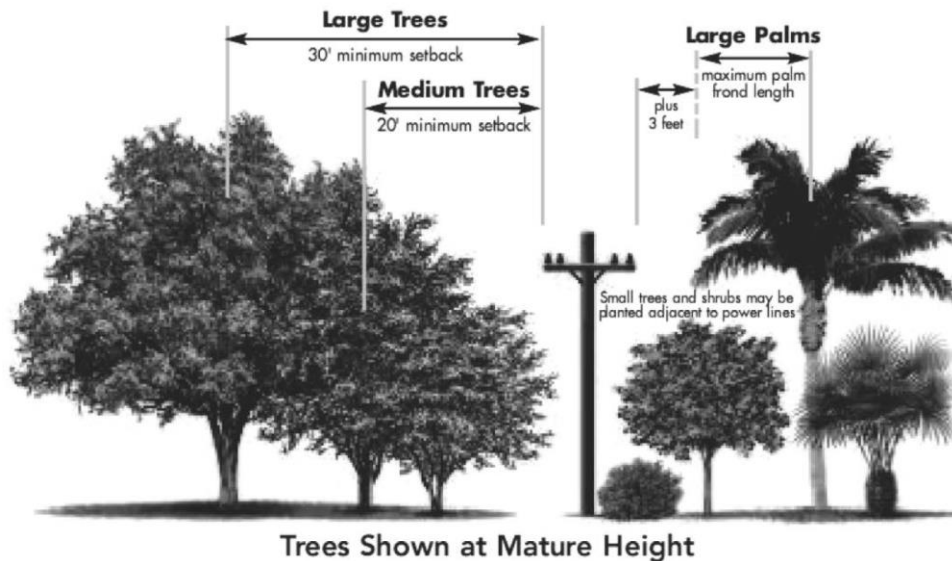 Large Trees
30' minimum setback
Medium Trees
20' minimum setback
Large Palms
maximum palm
frond length
plus
3 feet
Small trees and shrubs may be
planted adjacent to power lines
Trees Shown at Mature Height